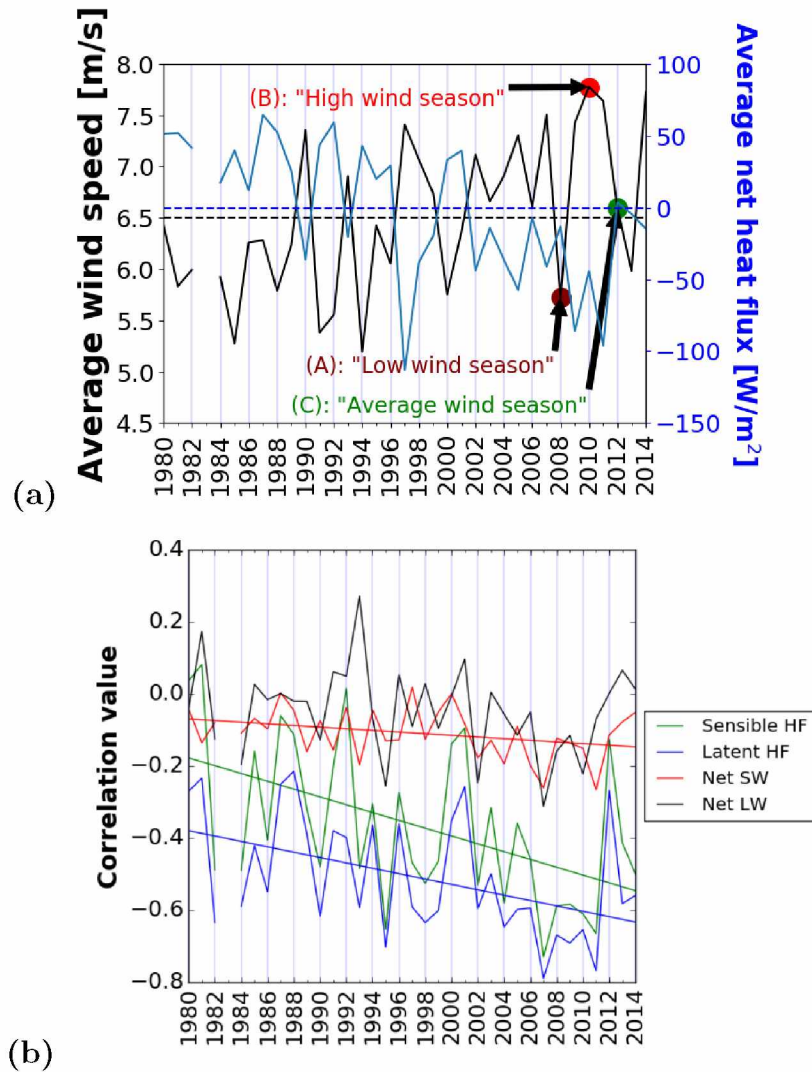 (a)
Average wind speed [m/s]
Average net heat flux [W/m²]
8.0
7.5
7.0
6.5
6.0
5.5
5.0
4.5
100
50
0
−50
−100
−150
(B): "High wind season"
(A): "Low wind season"
(C): "Average wind season"
1980 1982 1984 1986 1988 1990 1992 1994 1996 1998 2000 2002 2004 2006 2008 2010 2012 2014
(b)
Correlation value
0.4
0.2
0.0
−0.2
−0.4
−0.6
−0.8
1980 1982 1984 1986 1988 1990 1992 1994 1996 1998 2000 2002 2004 2006 2008 2010 2012 2014
Sensible HF
Latent HF
Net SW
Net LW